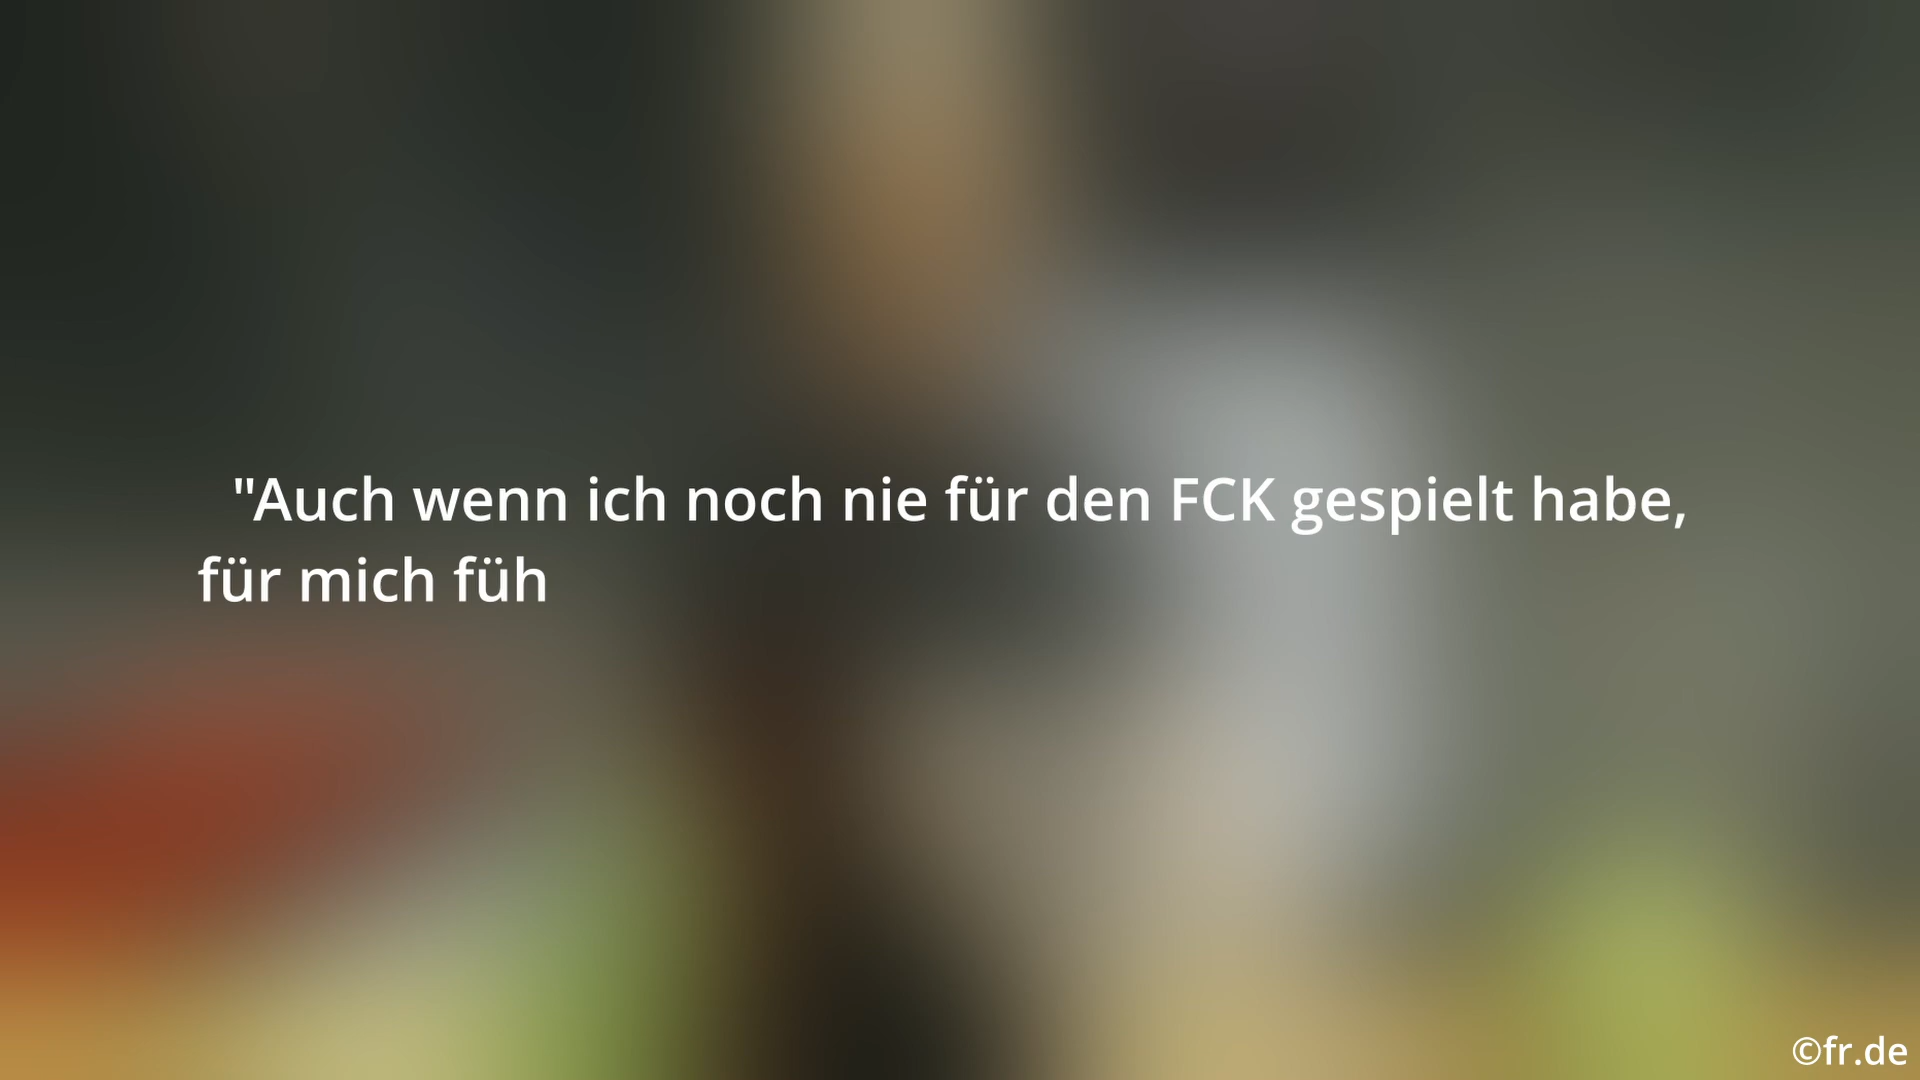 "Auch wenn ich noch nie für den FCK gespielt habe,
für mich füh
©fr.de